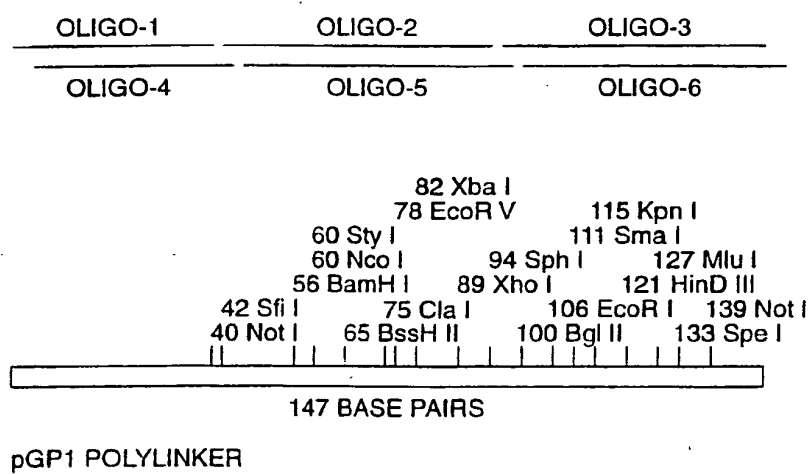 OLIGO-1 OLIGO-2 OLIGO-3
OLIGO-4 OLIGO-5 OLIGO-6
82 Xba I
78 EcoR V 115 Kpn I
60 Sty I 111 Sma I
60 Nco I 94 Sph I 127 Mlu I
56 BamH I 89 Xho I 121 HinD III
42 Sfi I 75 Cla I 106 EcoR I 139 Not I
40 Not I 65 BssH II 100 Bgl II 133 Spe I
147 BASE PAIRS
pGP1 POLYLINKER